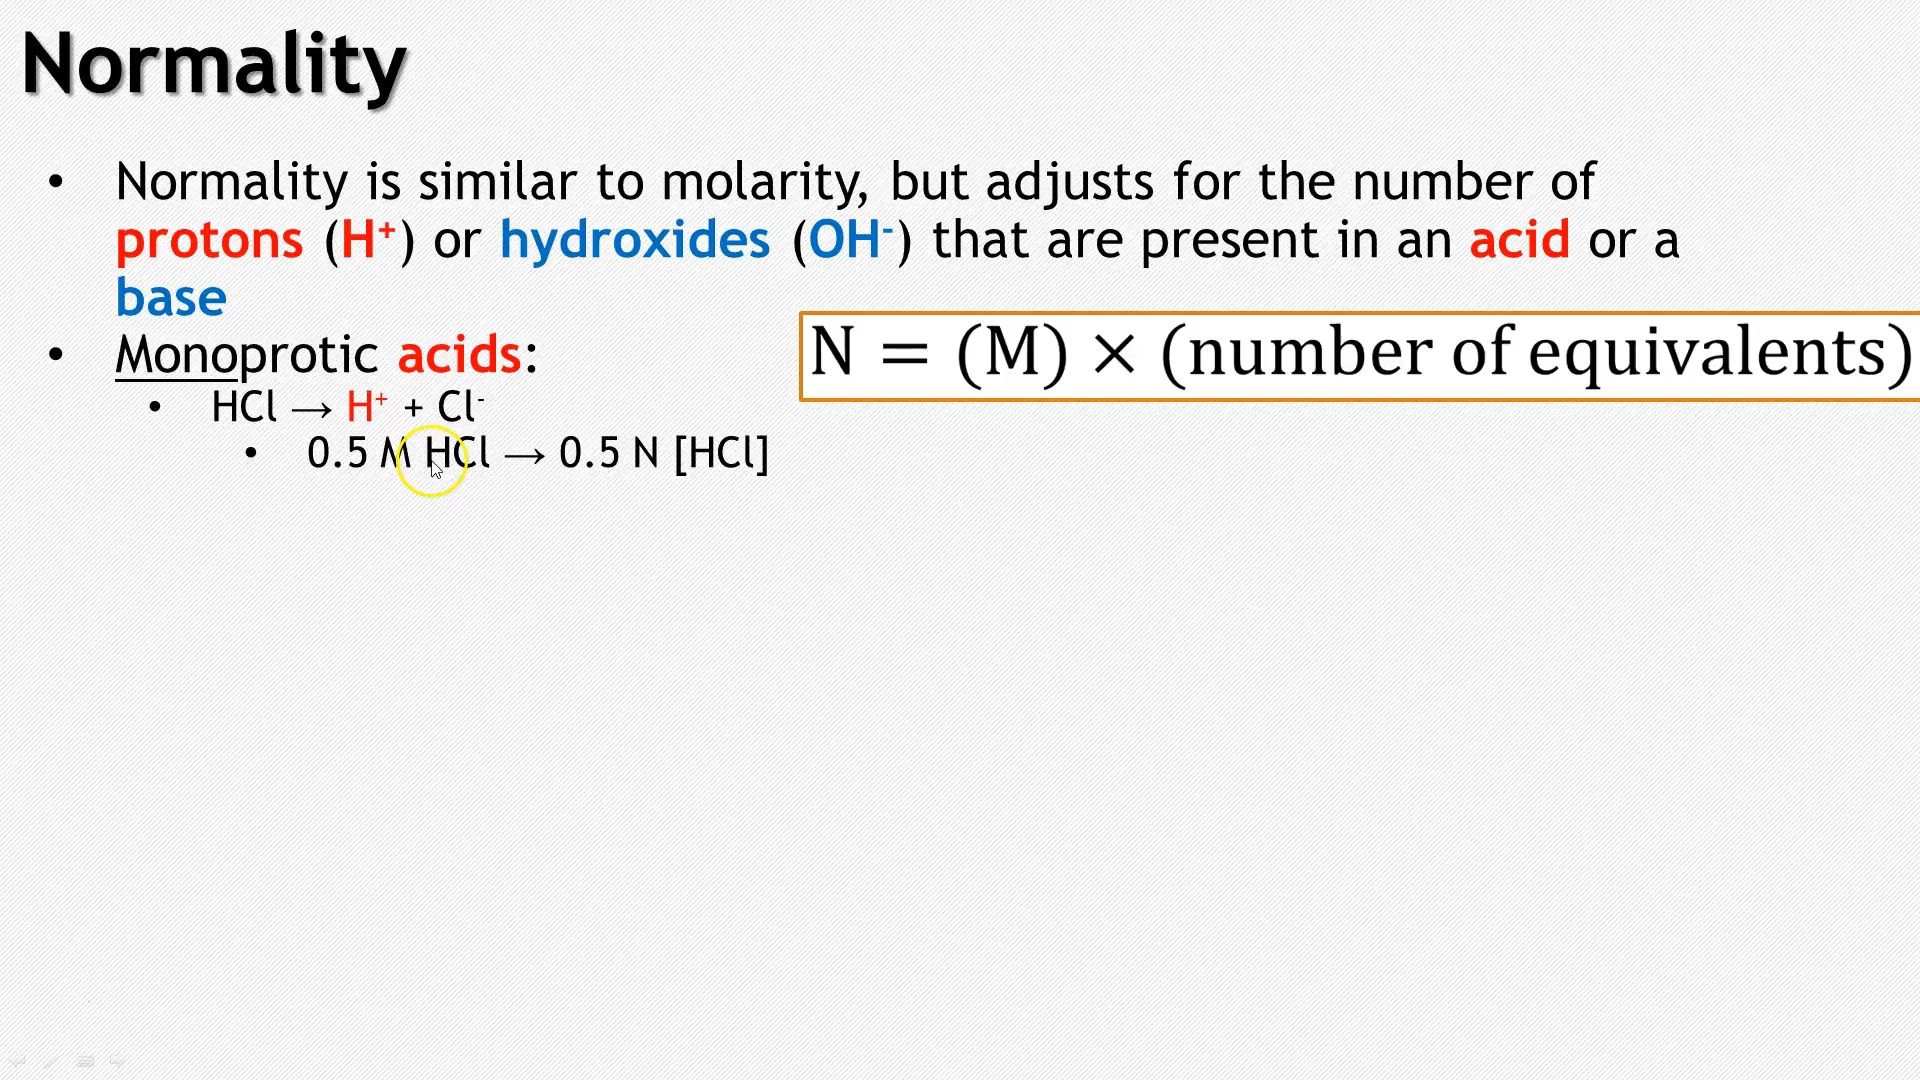 Normality
• Normality is similar to molarity, but adjusts for the number of
protons (H⁺) or hydroxides (OH⁻) that are present in an acid or a
base
• Monoprotic acids:
N = (M) × (number of equivalents)
• HCl → H⁺ + Cl⁻
• 0.5 M HCl → 0.5 N [HCl]